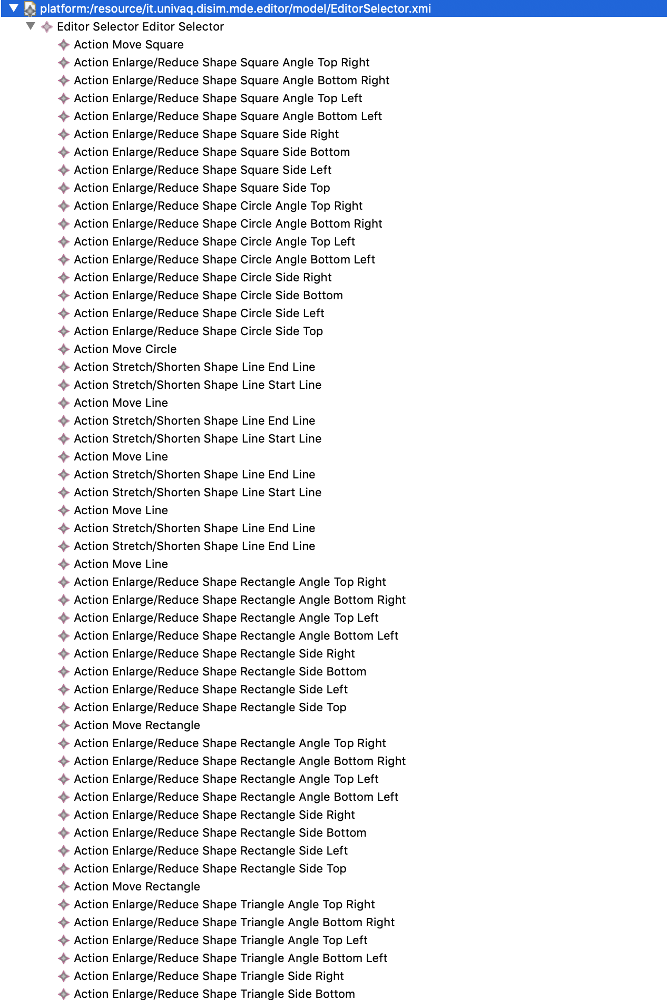 platform:/resource/it.univaq.disim.mde.editor/model/EditorSelector.xmi
Editor Selector Editor Selector
Action Move Square
Action Enlarge/Reduce Shape Square Angle Top Right
Action Enlarge/Reduce Shape Square Angle Bottom Right
Action Enlarge/Reduce Shape Square Angle Top Left
Action Enlarge/Reduce Shape Square Angle Bottom Left
Action Enlarge/Reduce Shape Square Side Right
Action Enlarge/Reduce Shape Square Side Bottom
Action Enlarge/Reduce Shape Square Side Left
Action Enlarge/Reduce Shape Square Side Top
Action Enlarge/Reduce Shape Circle Angle Top Right
Action Enlarge/Reduce Shape Circle Angle Bottom Right
Action Enlarge/Reduce Shape Circle Angle Top Left
Action Enlarge/Reduce Shape Circle Angle Bottom Left
Action Enlarge/Reduce Shape Circle Side Right
Action Enlarge/Reduce Shape Circle Side Bottom
Action Enlarge/Reduce Shape Circle Side Left
Action Enlarge/Reduce Shape Circle Side Top
Action Move Circle
Action Stretch/Shorten Shape Line End Line
Action Stretch/Shorten Shape Line Start Line
Action Move Line
Action Stretch/Shorten Shape Line End Line
Action Stretch/Shorten Shape Line Start Line
Action Move Line
Action Stretch/Shorten Shape Line End Line
Action Stretch/Shorten Shape Line Start Line
Action Move Line
Action Stretch/Shorten Shape Line End Line
Action Stretch/Shorten Shape Line End Line
Action Move Line
Action Enlarge/Reduce Shape Rectangle Angle Top Right
Action Enlarge/Reduce Shape Rectangle Angle Bottom Right
Action Enlarge/Reduce Shape Rectangle Angle Top Left
Action Enlarge/Reduce Shape Rectangle Angle Bottom Left
Action Enlarge/Reduce Shape Rectangle Side Right
Action Enlarge/Reduce Shape Rectangle Side Bottom
Action Enlarge/Reduce Shape Rectangle Side Left
Action Enlarge/Reduce Shape Rectangle Side Top
Action Move Rectangle
Action Enlarge/Reduce Shape Rectangle Angle Top Right
Action Enlarge/Reduce Shape Rectangle Angle Bottom Right
Action Enlarge/Reduce Shape Rectangle Angle Top Left
Action Enlarge/Reduce Shape Rectangle Angle Bottom Left
Action Enlarge/Reduce Shape Rectangle Side Right
Action Enlarge/Reduce Shape Rectangle Side Bottom
Action Enlarge/Reduce Shape Rectangle Side Left
Action Enlarge/Reduce Shape Rectangle Side Top
Action Move Rectangle
Action Enlarge/Reduce Shape Triangle Angle Top Right
Action Enlarge/Reduce Shape Triangle Angle Bottom Right
Action Enlarge/Reduce Shape Triangle Angle Top Left
Action Enlarge/Reduce Shape Triangle Angle Bottom Left
Action Enlarge/Reduce Shape Triangle Side Right
Action Enlarge/Reduce Shape Triangle Side Bottom